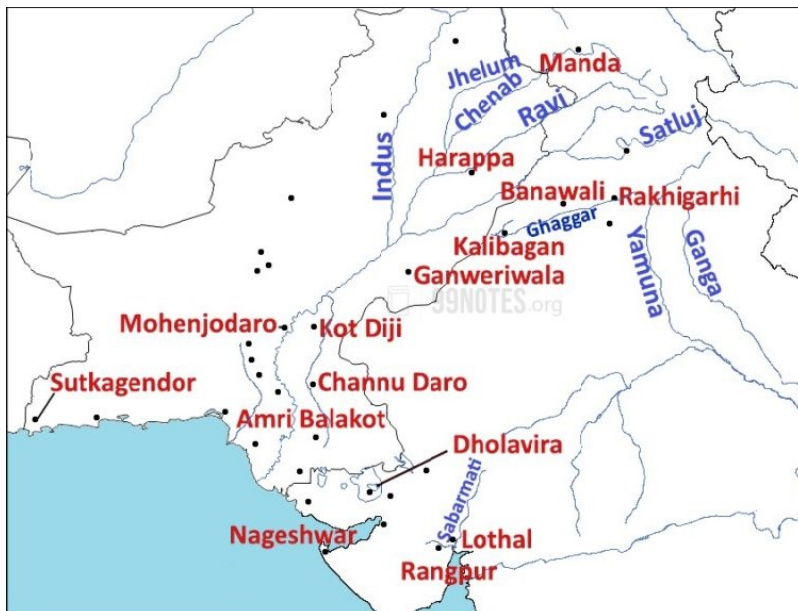 Manda
Jhelum
Chenab
Ravi
Satluj
Indus
Harappa
Banawali
Rakhigarhi
Ghaggar
Kalibagan
Ganweriwala
Yamuna
Ganga
99NOTES.org
Mohenjodaro
Kot Diji
Sutkagendor
Channu Daro
Amri Balakot
Dholavira
Sabarmati
Nageshwar
Lothal
Rangpur